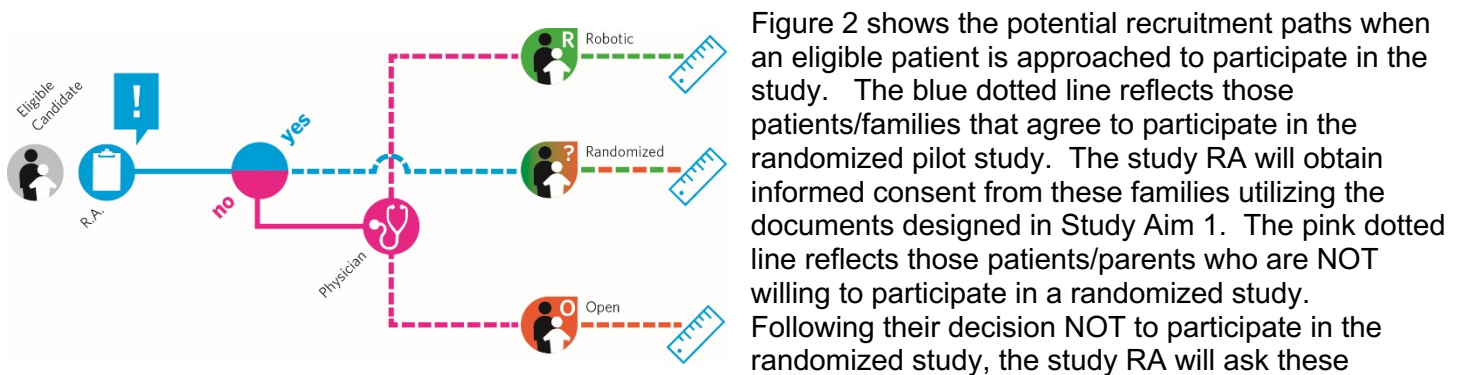 Eligible
Candidate
!
R.A.
yes
no
Physician
R
Robotic
?
Randomized
O
Open
Figure 2 shows the potential recruitment paths when
an eligible patient is approached to participate in the
study.   The blue dotted line reflects those
patients/families that agree to participate in the
randomized pilot study.  The study RA will obtain
informed consent from these families utilizing the
documents designed in Study Aim 1.  The pink dotted
line reflects those patients/parents who are NOT
willing to participate in a randomized study.
Following their decision NOT to participate in the
randomized study, the study RA will ask these